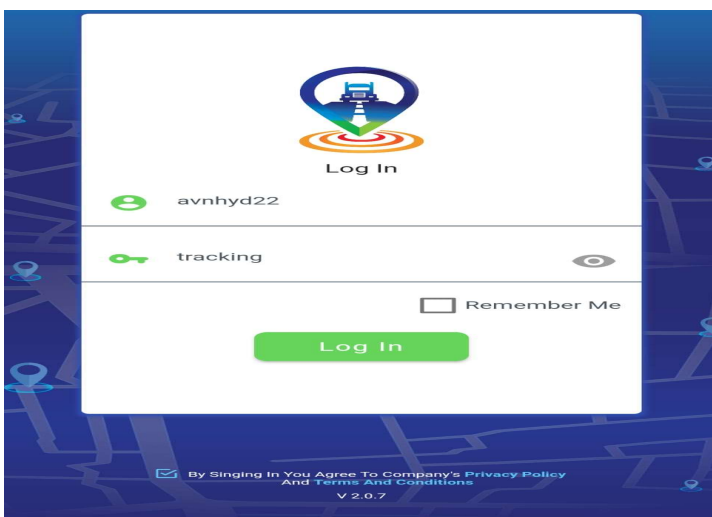 Log In
avnhyd22
tracking
Remember Me
Log In
By Singing In You Agree To Company's Privacy Policy
And Terms And Conditions
V 2.0.7